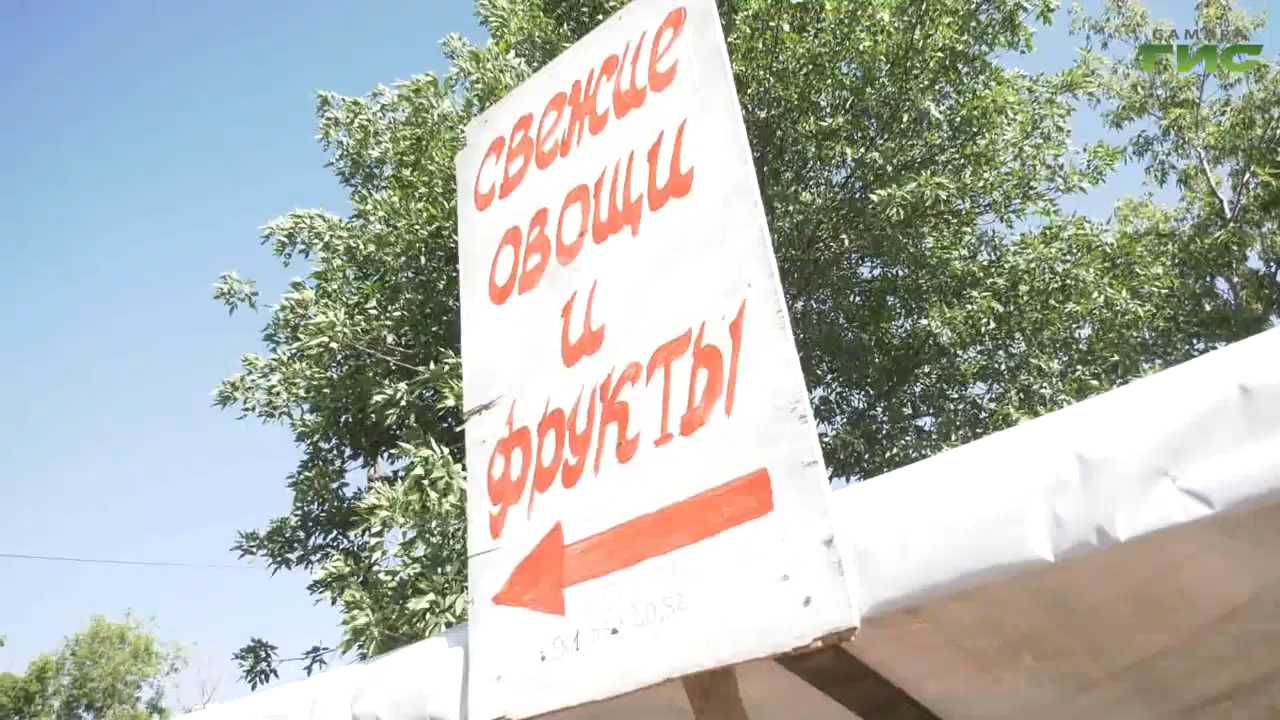 свежие
овощи
и
фрукты
САМАРА
ГИС